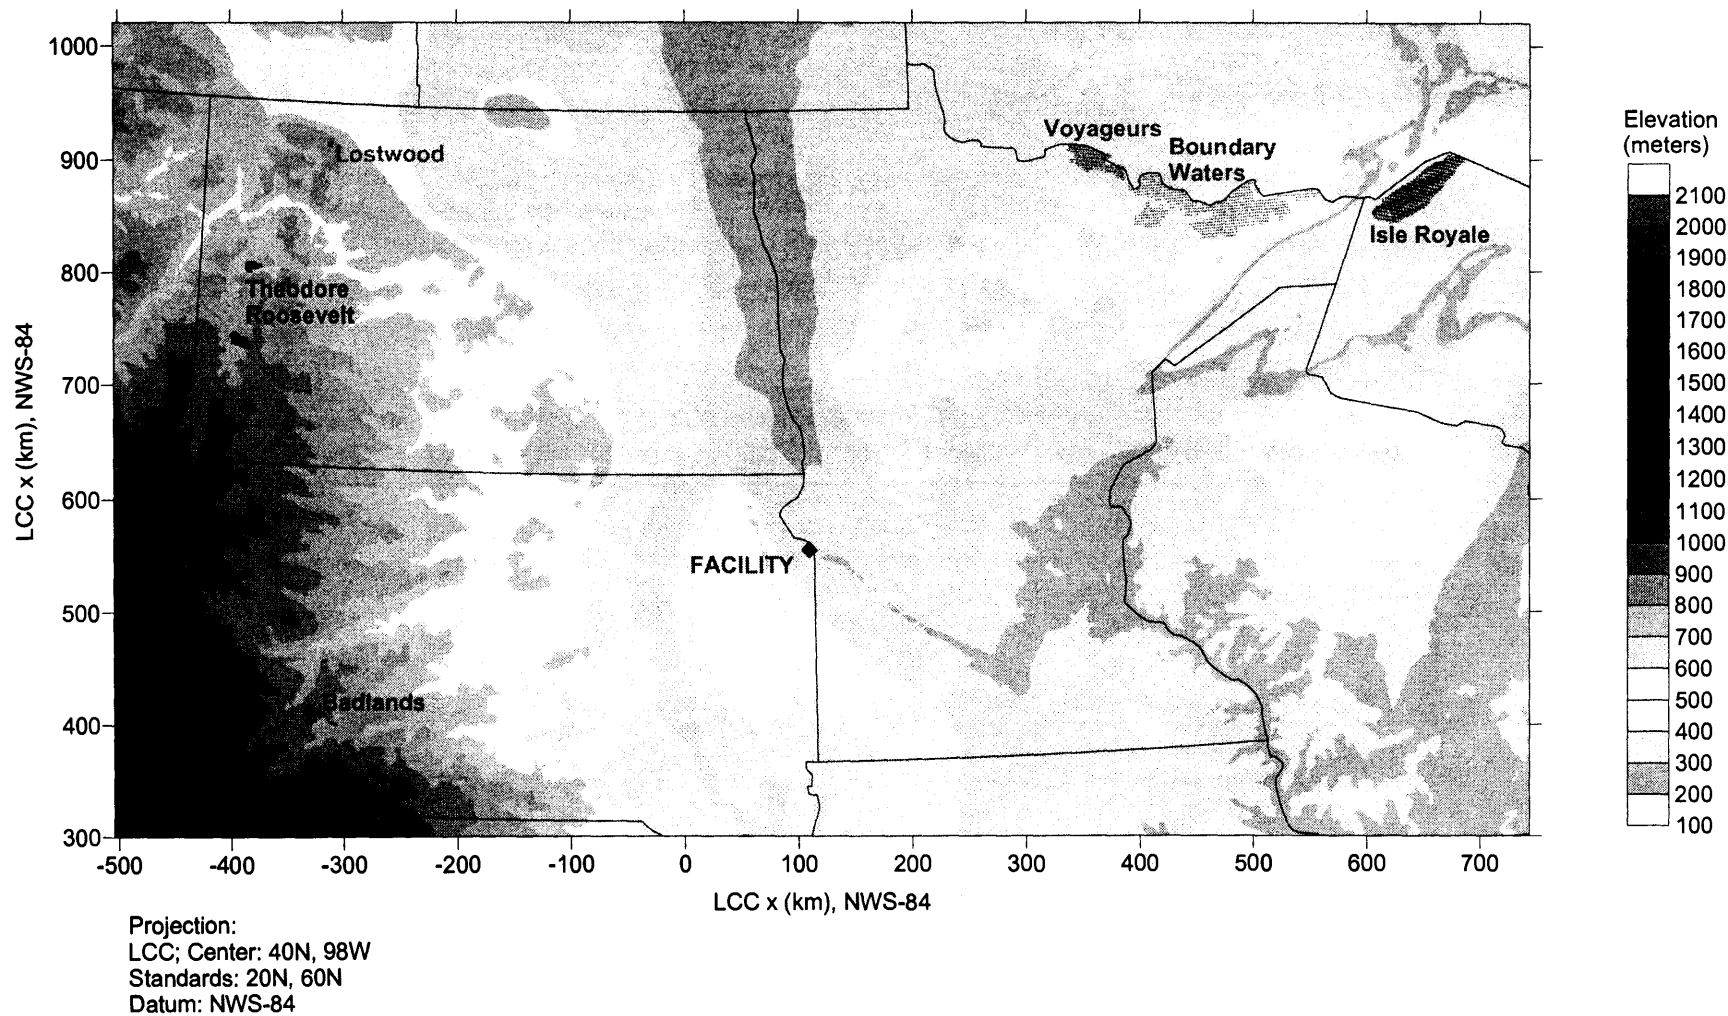 1000
900
800
700
600
500
400
300
LCC x (km), NWS-84
Lostwood
Theodore
Roosevelt
Badlands
FACILITY
Voyageurs
Boundary
Waters
Isle Royale
-500 -400 -300 -200 -100 0 100 200 300 400 500 600 700
LCC x (km), NWS-84
Elevation
(meters)
2100
2000
1900
1800
1700
1600
1500
1400
1300
1200
1100
1000
900
800
700
600
500
400
300
200
100
Projection:
LCC; Center: 40N, 98W
Standards: 20N, 60N
Datum: NWS-84